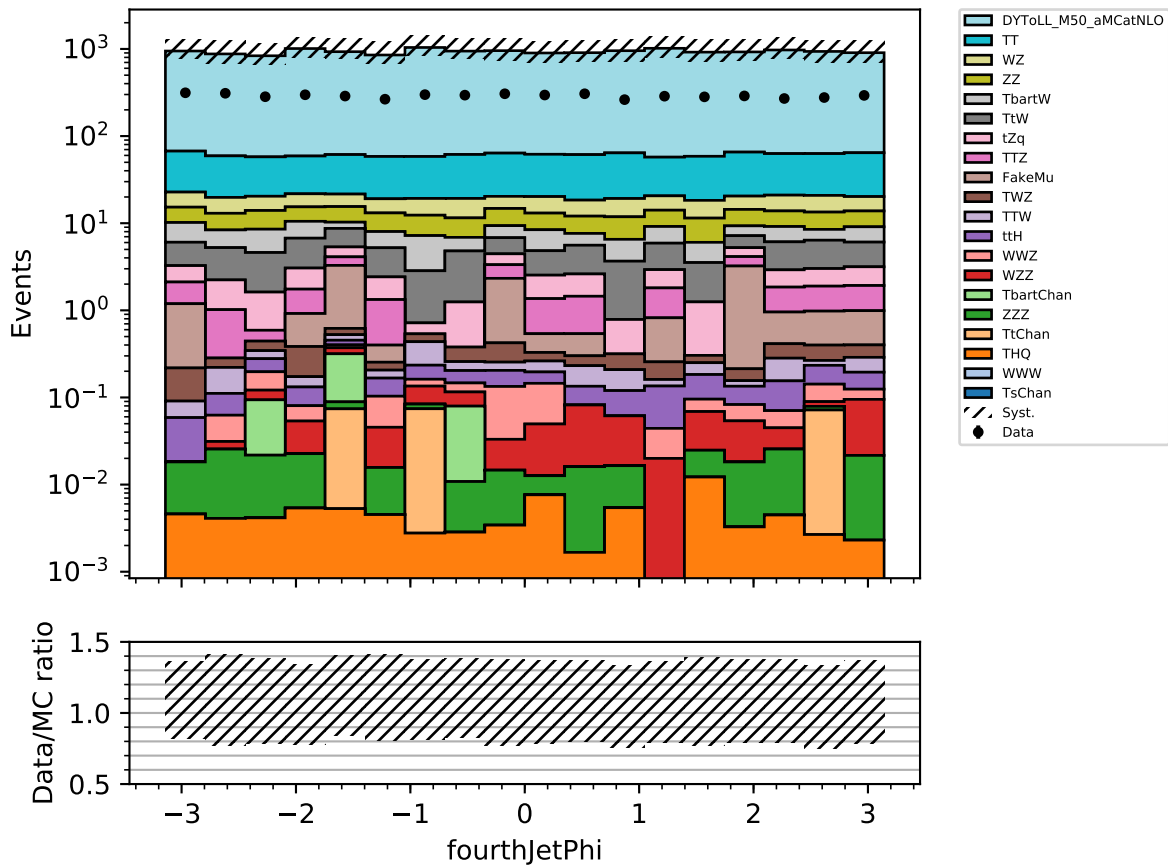 10³
10²
10¹
10⁰
10⁻¹
10⁻²
10⁻³
Events
DYToLL_M50_aMCatNLO
TT
WZ
ZZ
TbartW
TtW
tZq
TTZ
FakeMu
TWZ
TTW
ttH
WWZ
WZZ
TbartChan
ZZZ
TtChan
THQ
WWW
TsChan
Syst.
Data
1.5
1.0
0.5
Data/MC ratio
−3 −2 −1 0 1 2 3
fourthJetPhi